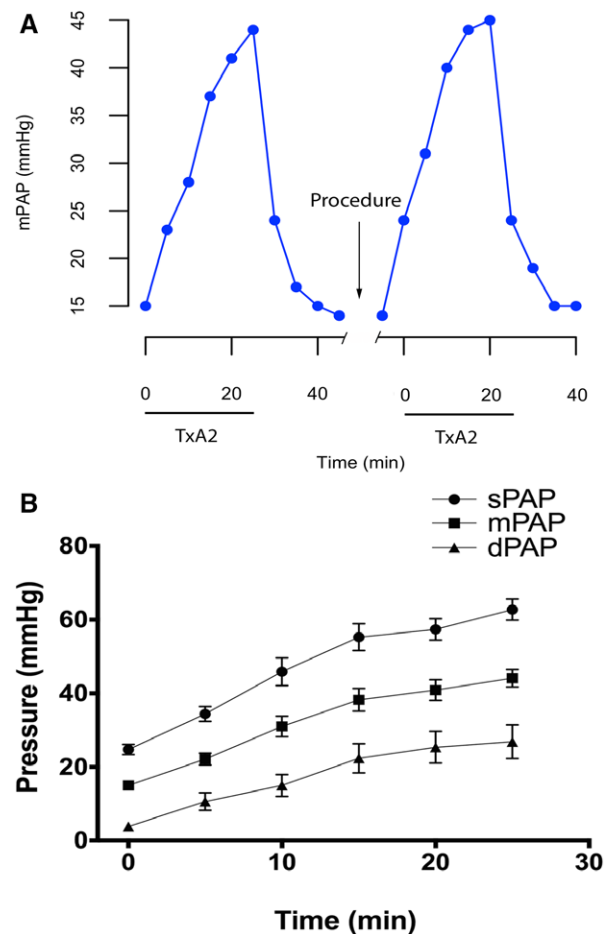 A
mPAP (mmHg)
45
40
35
30
25
20
15
Procedure
0 20 40 0 20 40
TxA2 TxA2
Time (min)
B
sPAP
mPAP
dPAP
Pressure (mmHg)
80
60
40
20
0
0 10 20 30
Time (min)